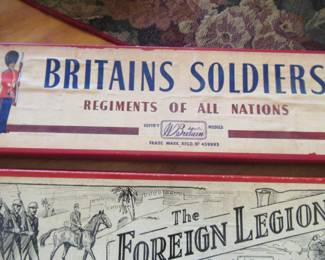 BRITAINS SOLDIERS
REGIMENTS OF ALL NATIONS
Britain
TRADE MARK REGD. Nº 459993
The
FOREIGN LEGION